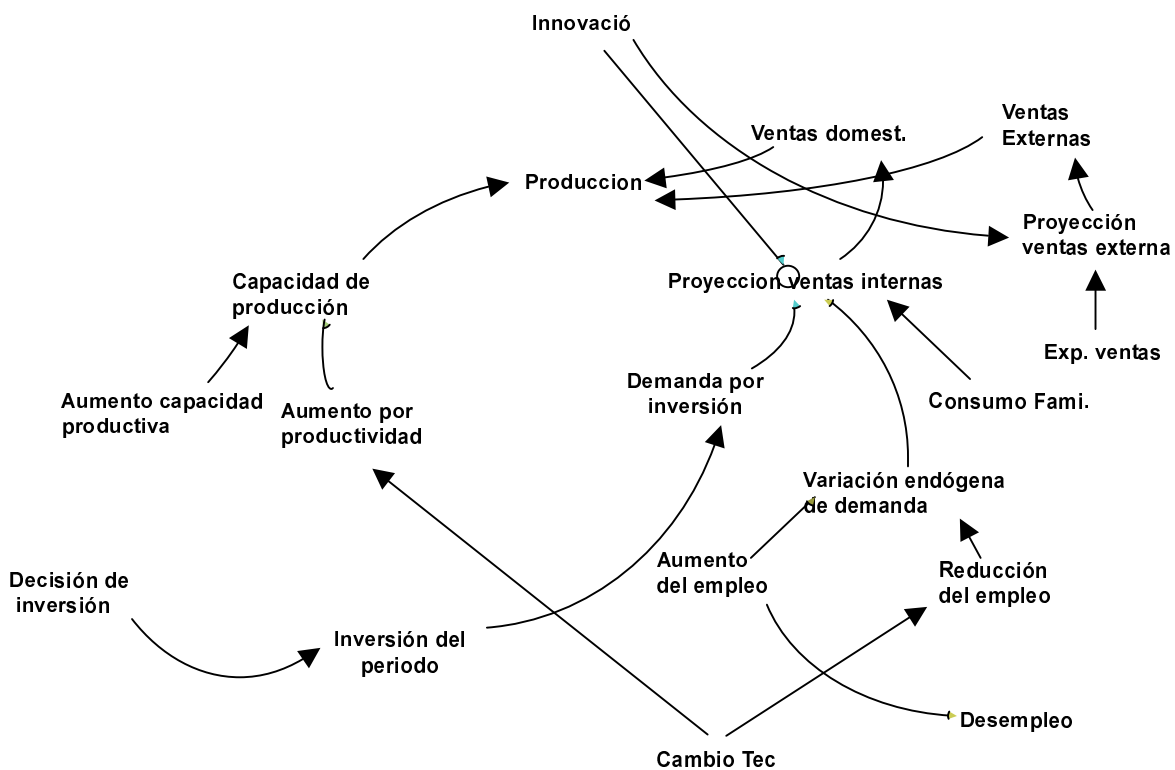 Innovació
Ventas
Externas
Ventas domest.
Produccion
Proyección
ventas externa
Capacidad de
producción
Proyeccion ventas internas
Exp. ventas
Demanda por
inversión
Aumento capacidad
productiva
Aumento por
productividad
Consumo Fami.
Variación endógena
de demanda
Aumento
del empleo
Reducción
del empleo
Decisión de
inversión
Inversión del
periodo
Desempleo
Cambio Tec